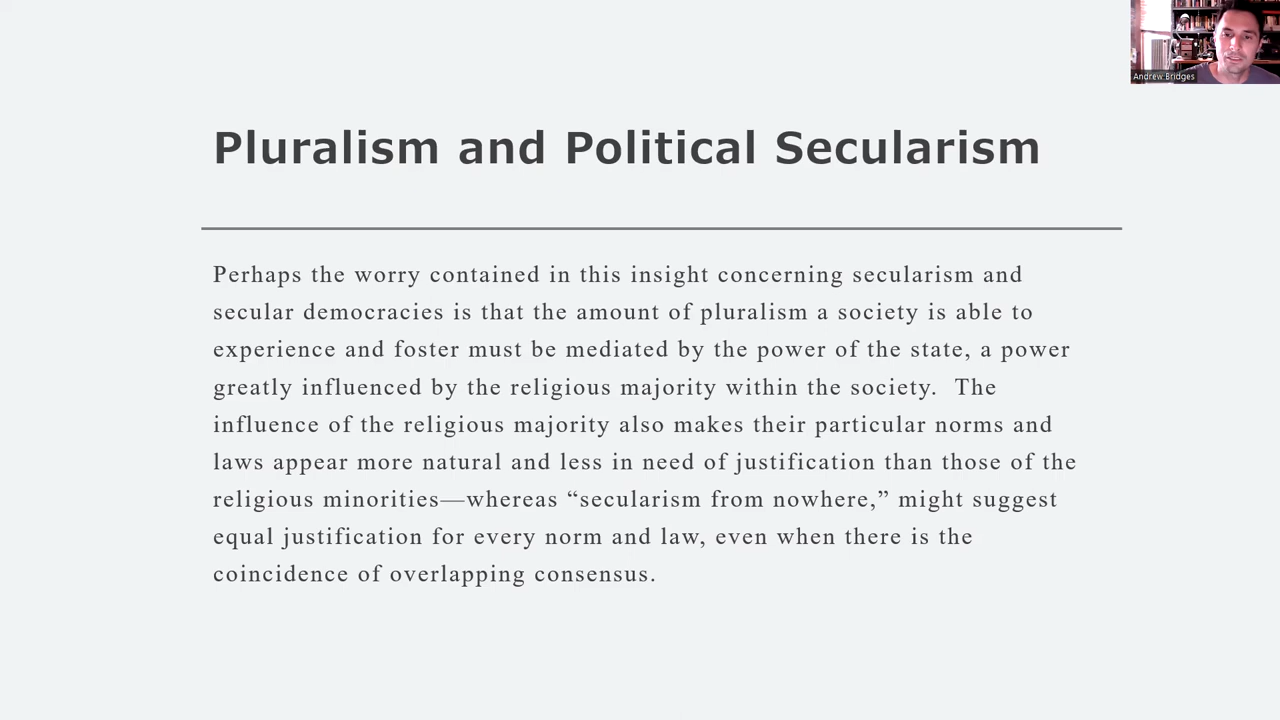 Andrew Bridges
Pluralism and Political Secularism
Perhaps the worry contained in this insight concerning secularism and
secular democracies is that the amount of pluralism a society is able to
experience and foster must be mediated by the power of the state, a power
greatly influenced by the religious majority within the society.  The
influence of the religious majority also makes their particular norms and
laws appear more natural and less in need of justification than those of the
religious minorities—whereas “secularism from nowhere,” might suggest
equal justification for every norm and law, even when there is the
coincidence of overlapping consensus.